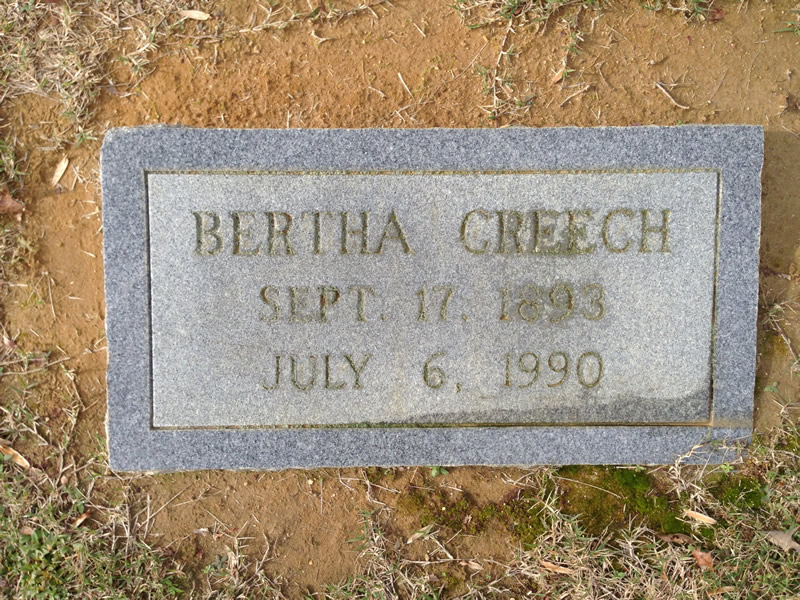 BERTHA CREECH
SEPT. 17, 1893
JULY 6, 1990